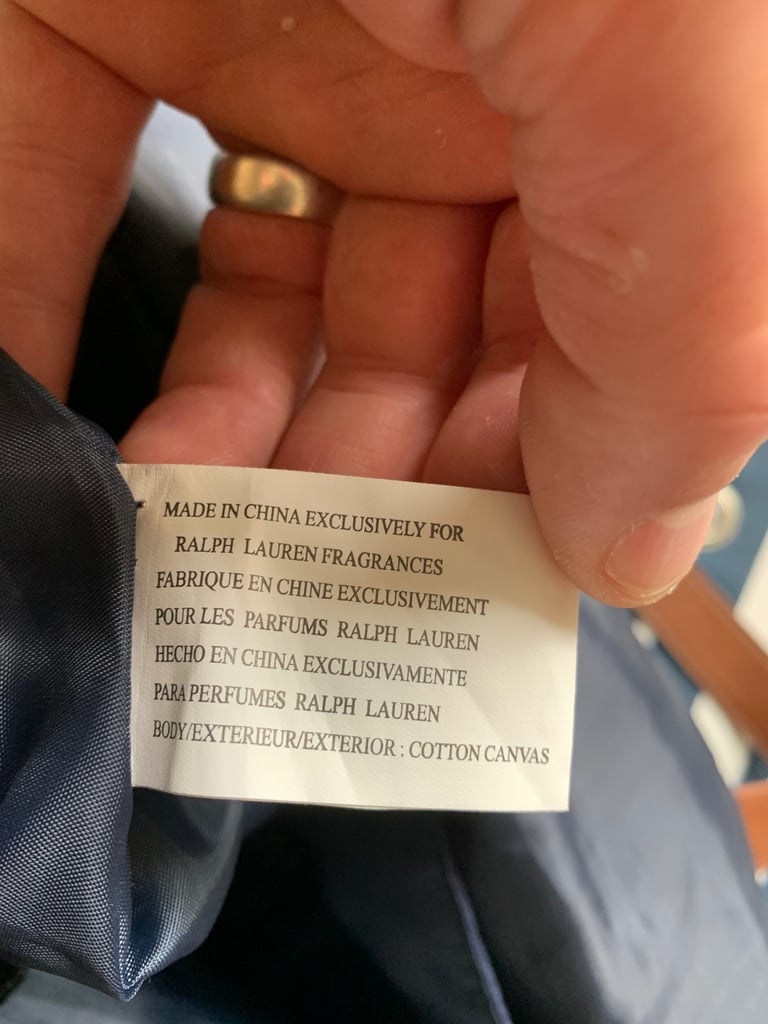 MADE IN CHINA EXCLUSIVELY FOR
RALPH LAUREN FRAGRANCES
FABRIQUE EN CHINE EXCLUSIVEMENT
POUR LES PARFUMS RALPH LAUREN
HECHO EN CHINA EXCLUSIVAMENTE
PARA PERFUMES RALPH LAUREN
BODY/EXTERIEUR/EXTERIOR : COTTON CANVAS